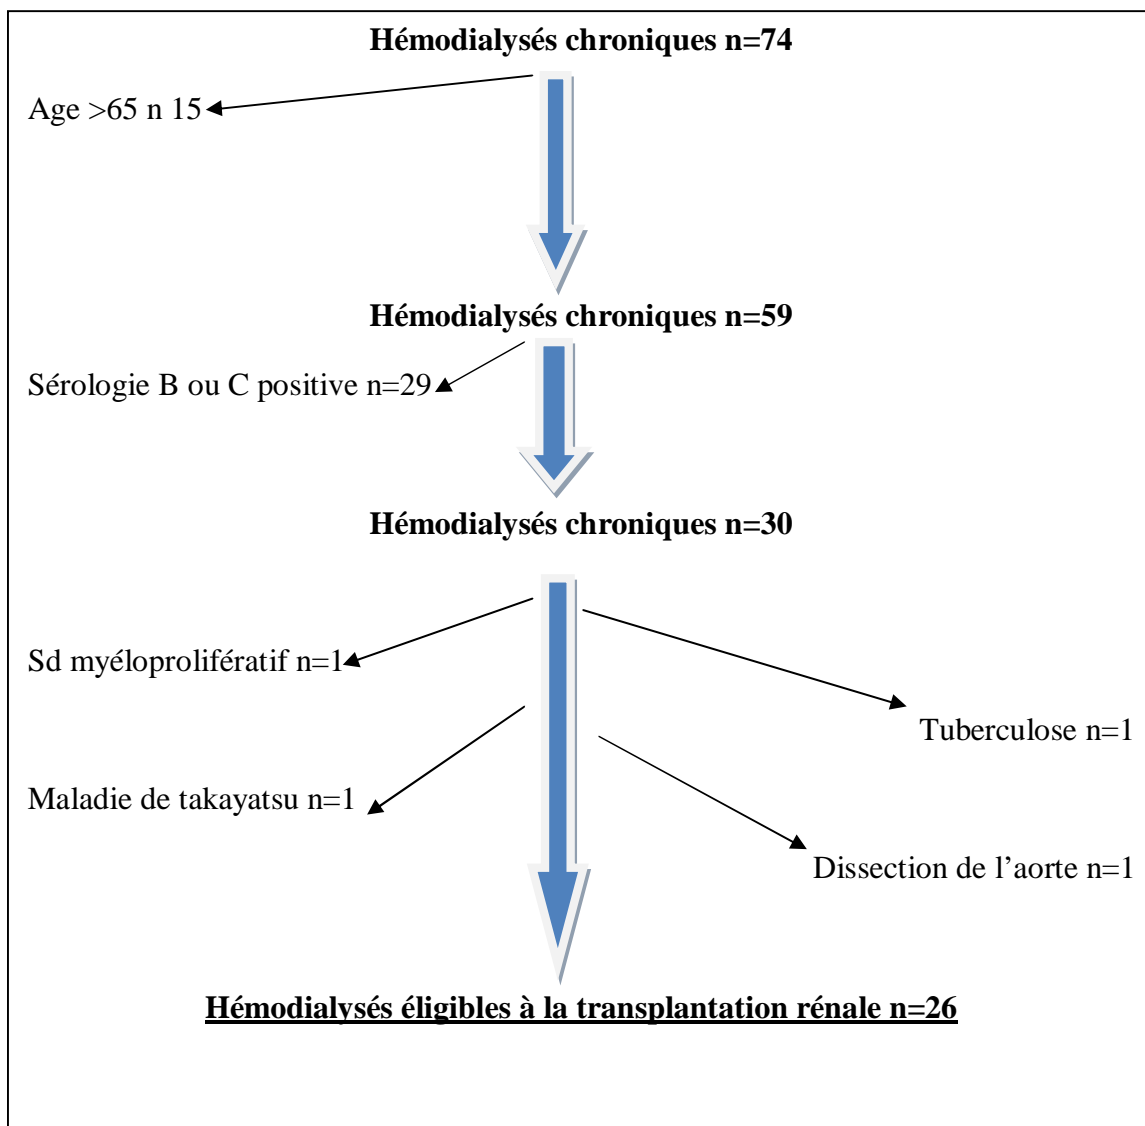 Hémodialysés chroniques n=74
Age >65 n 15
Hémodialysés chroniques n=59
Sérologie B ou C positive n=29
Hémodialysés chroniques n=30
Sd myéloprolifératif n=1
Tuberculose n=1
Maladie de takayatsu n=1
Dissection de l’aorte n=1
Hémodialysés éligibles à la transplantation rénale n=26